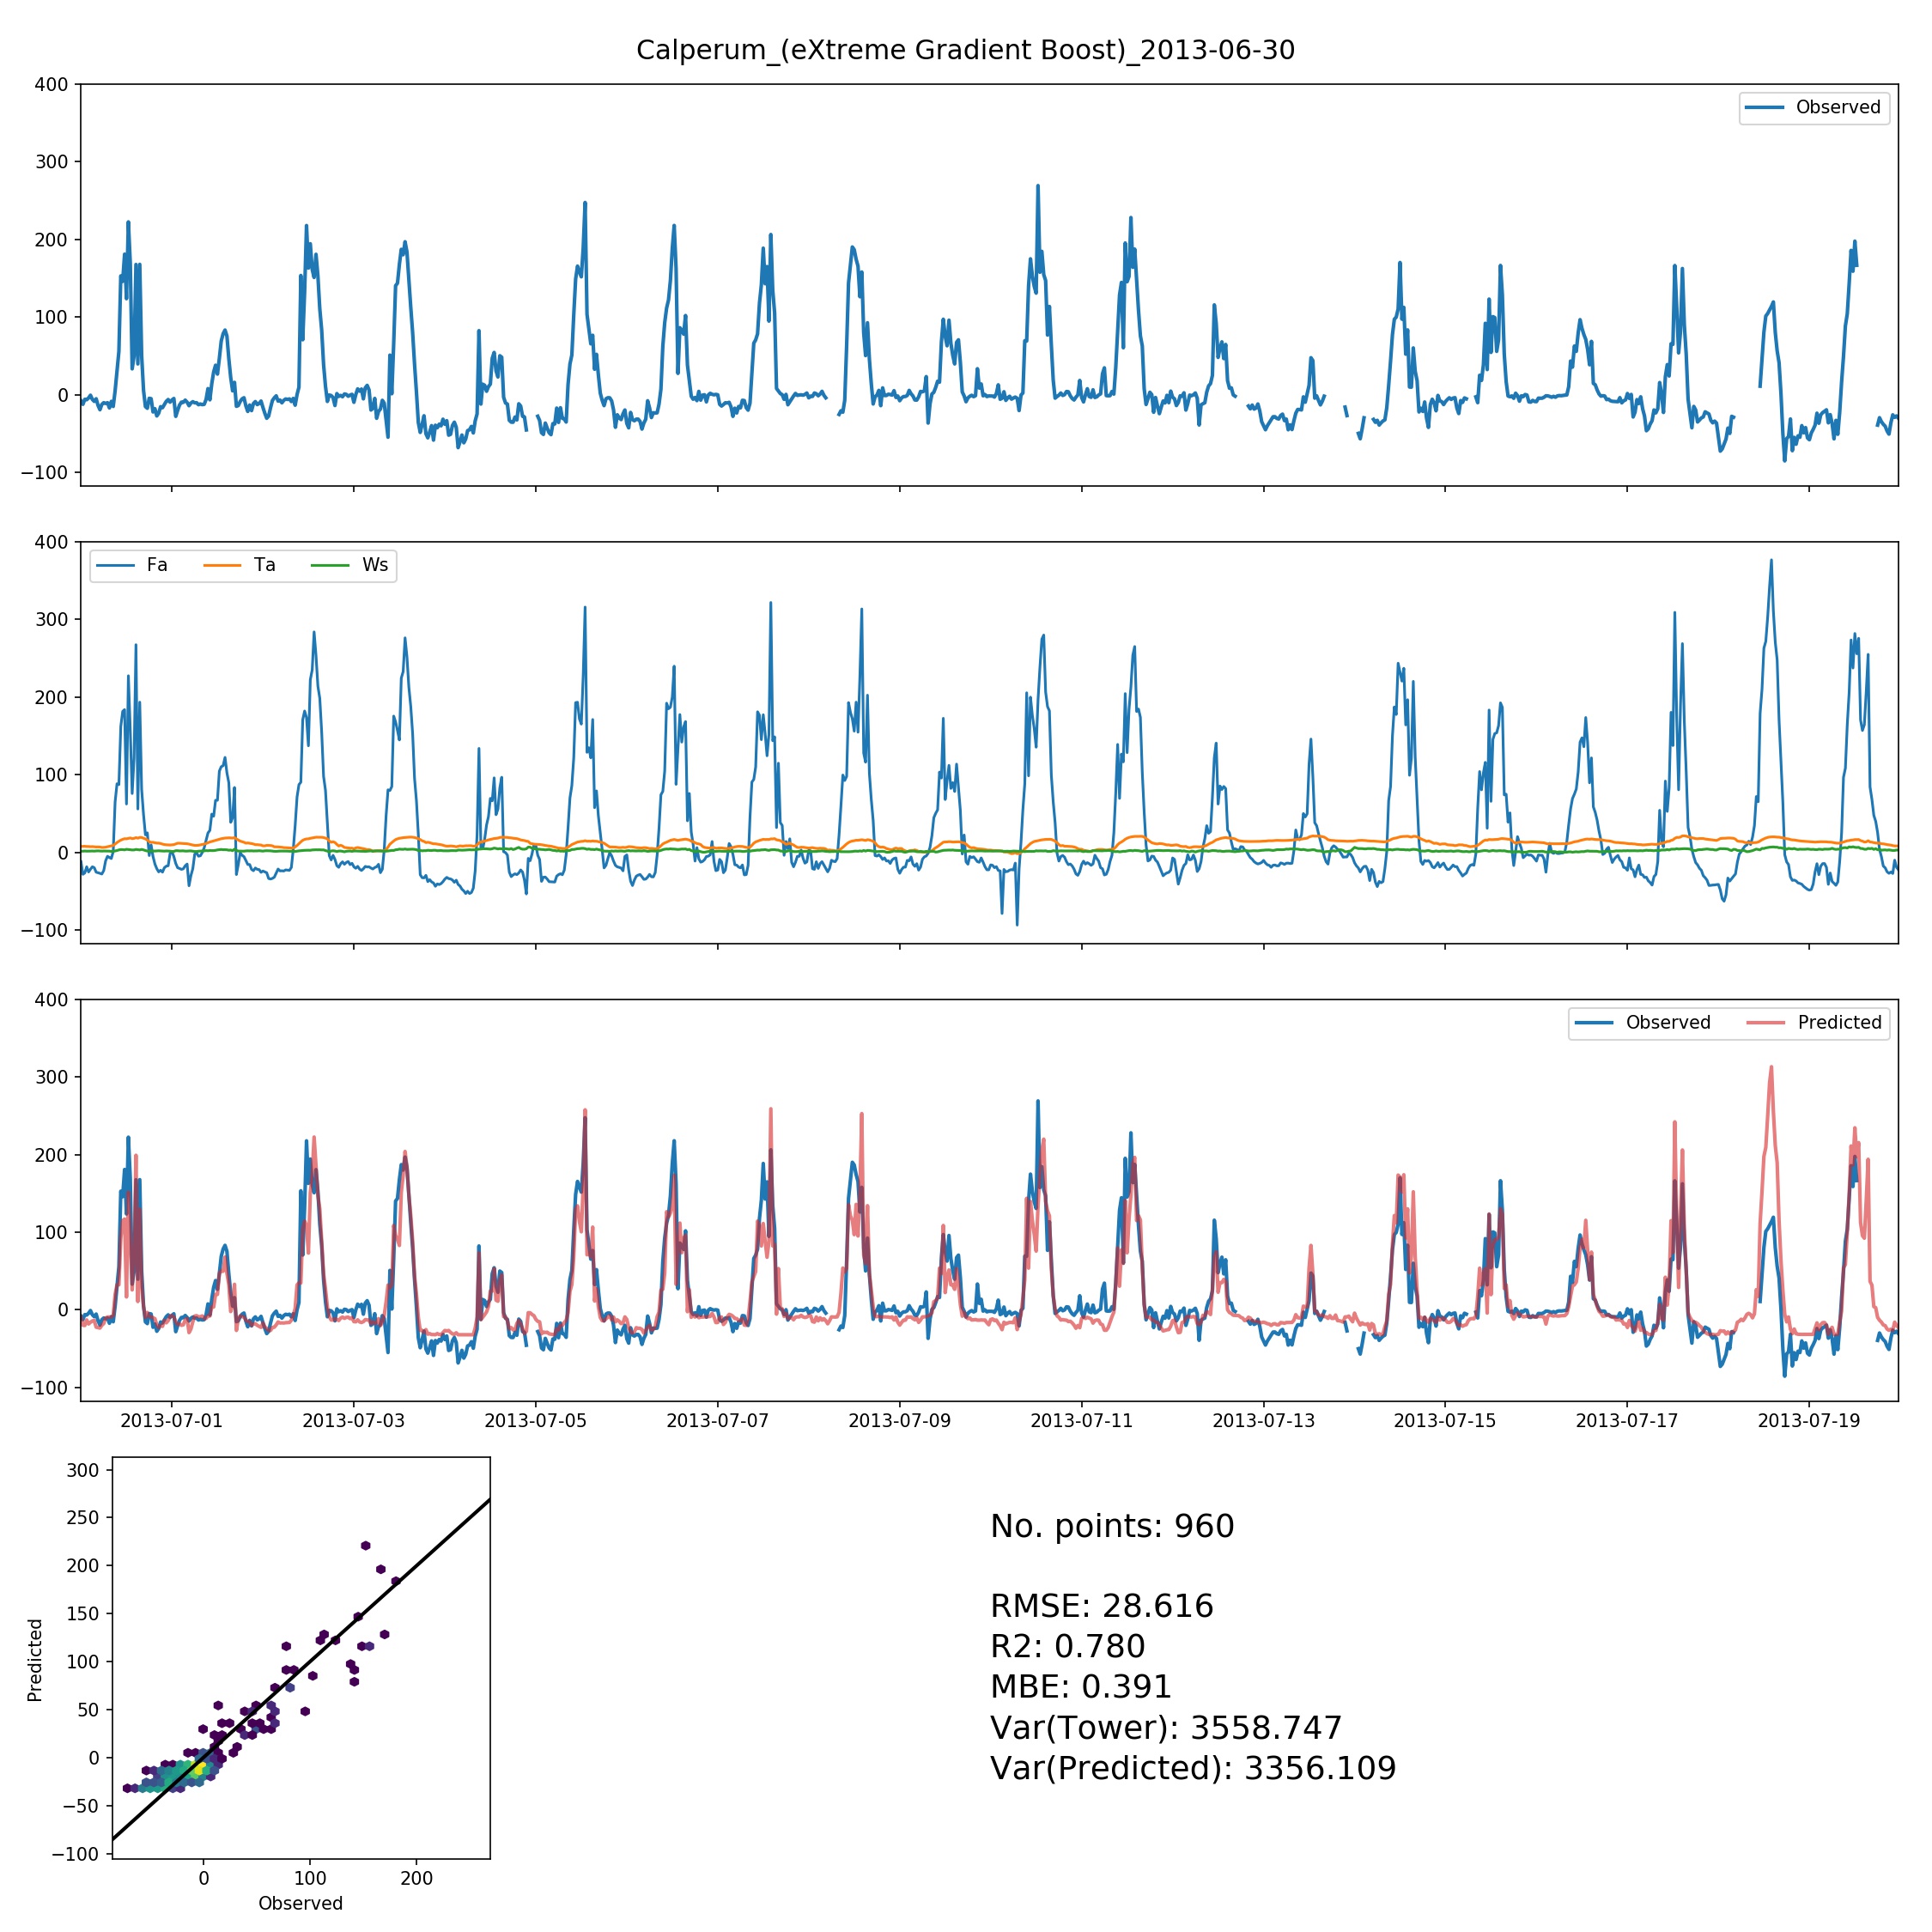 Calperum_(eXtreme Gradient Boost)_2013-06-30
400
300
200
100
0
−100
Observed
400
300
200
100
0
−100
Fa Ta Ws
400
300
200
100
0
−100
Observed Predicted
2013-07-01 2013-07-03 2013-07-05 2013-07-07 2013-07-09 2013-07-11 2013-07-13 2013-07-15 2013-07-17 2013-07-19
300
250
200
150
100
50
0
−50
−100
Predicted
0 100 200
Observed
No. points: 960
RMSE: 28.616
R2: 0.780
MBE: 0.391
Var(Tower): 3558.747
Var(Predicted): 3356.109